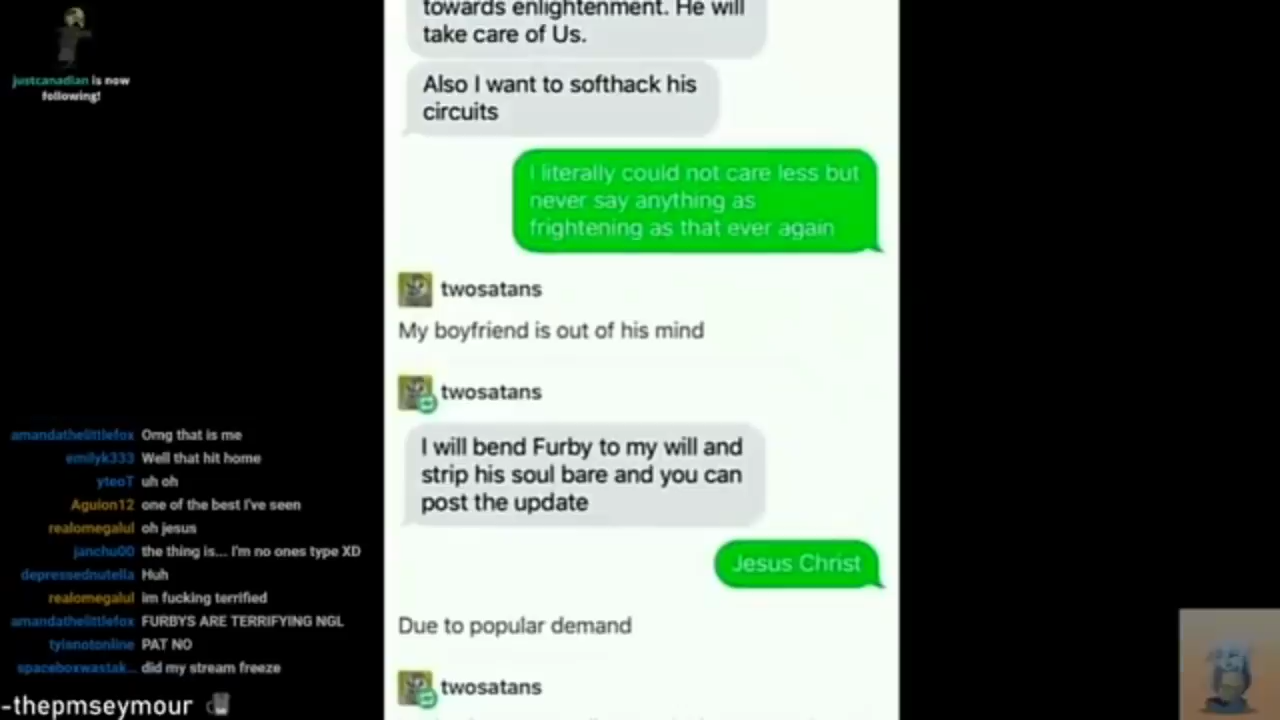 justcanadian is now
following!
towards enlightenment. He will
take care of Us.
Also I want to softhack his
circuits
I literally could not care less but
never say anything as
frightening as that ever again
twosatans
My boyfriend is out of his mind
twosatans
I will bend Furby to my will and
strip his soul bare and you can
post the update
Jesus Christ
Due to popular demand
twosatans
amandathelittlefox Omg that is me
emilyk333 Well that hit home
yteoT uh oh
Aguion12 one of the best I've seen
realomegalul oh jesus
janchu00 the thing is... I'm no ones type XD
depressednutella Huh
realomegalul im fucking terrified
amandathelittlefox FURBYS ARE TERRIFYING NGL
tyisnotonline PAT NO
spaceboxwastak... did my stream freeze
-thepmseymour